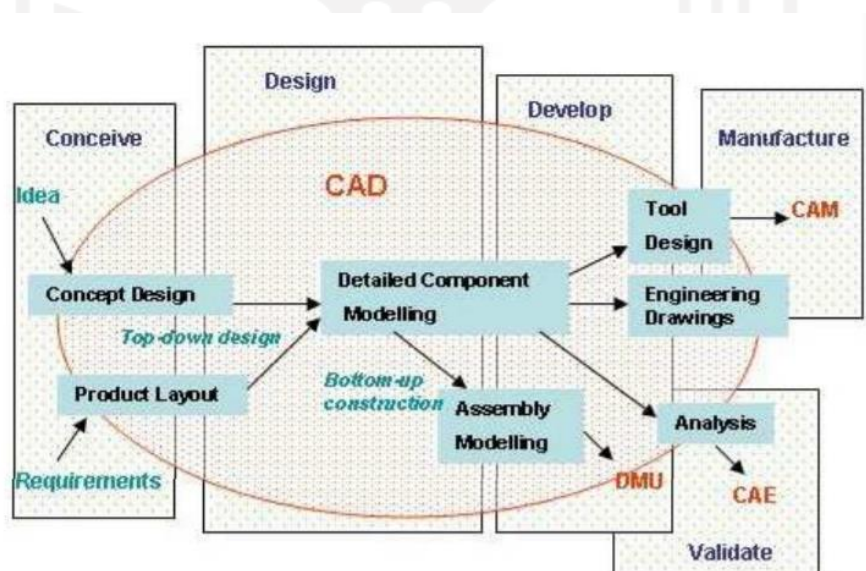 Design
Develop
Conceive
Manufacture
CAD
Idea
Tool
Design
CAM
Concept Design
Detailed Component
Modelling
Engineering
Drawings
Top-down design
Product Layout
Bottom-up
construction
Assembly
Modelling
Analysis
Requirements
DMU
CAE
Validate